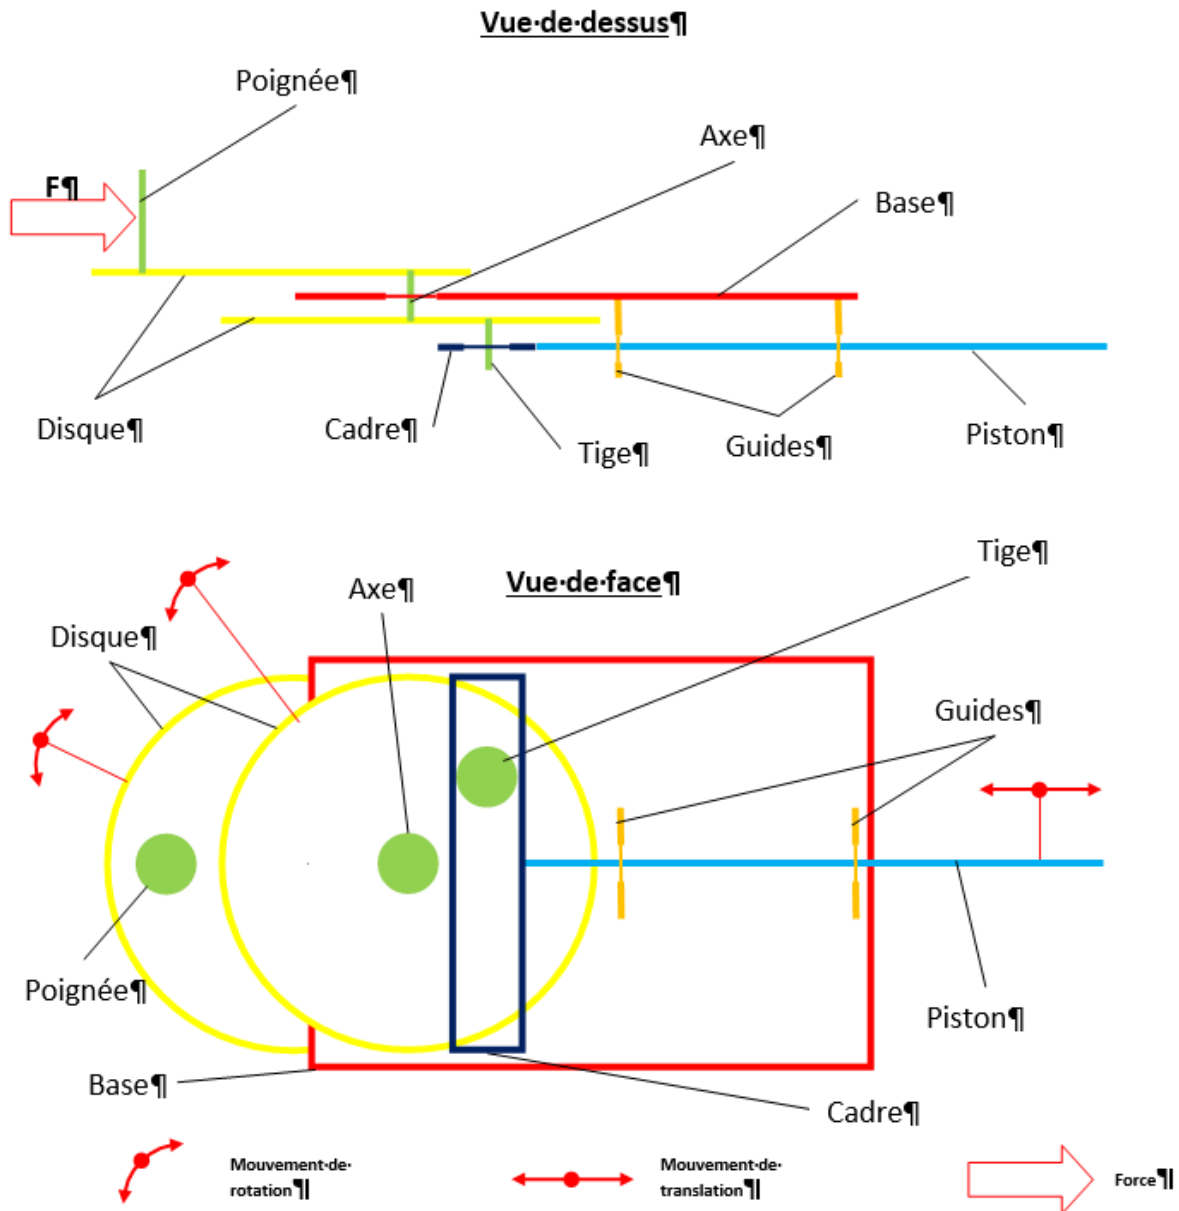 Vue·de·dessus¶
Poignée¶
Axe¶
F¶
Base¶
Disque¶
Cadre¶
Tige¶
Guides¶
Piston¶
Tige¶
Vue·de·face¶
Axe¶
Disque¶
Guides¶
Poignée¶
Piston¶
Base¶
Cadre¶
Mouvement·de·
rotation¶
Mouvement·de·
translation¶
Force¶